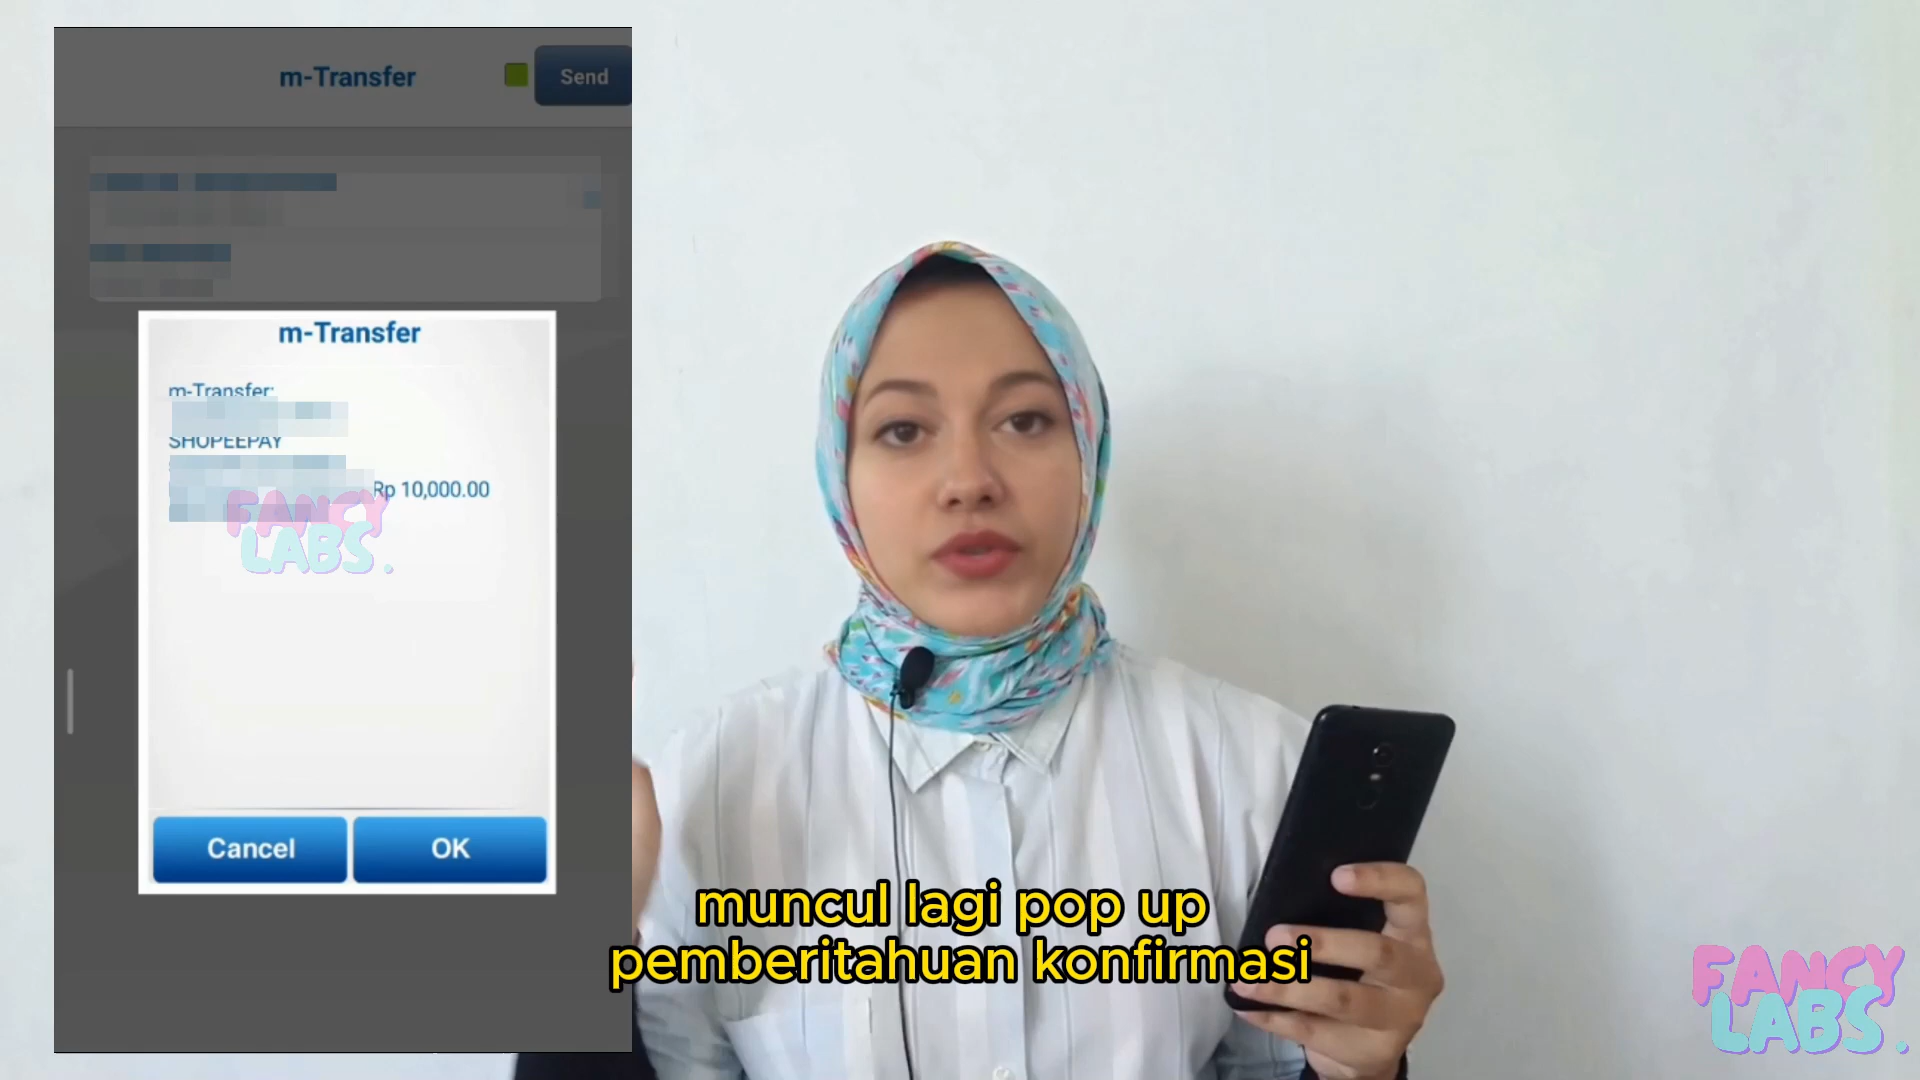 m-Transfer
Send
m-Transfer
m-Transfer:
SHOPEEPAY
Rp 10,000.00
FANCY
LABS.
Cancel
OK
muncul lagi pop up
pemberitahuan konfirmasi
FANCY
LABS.